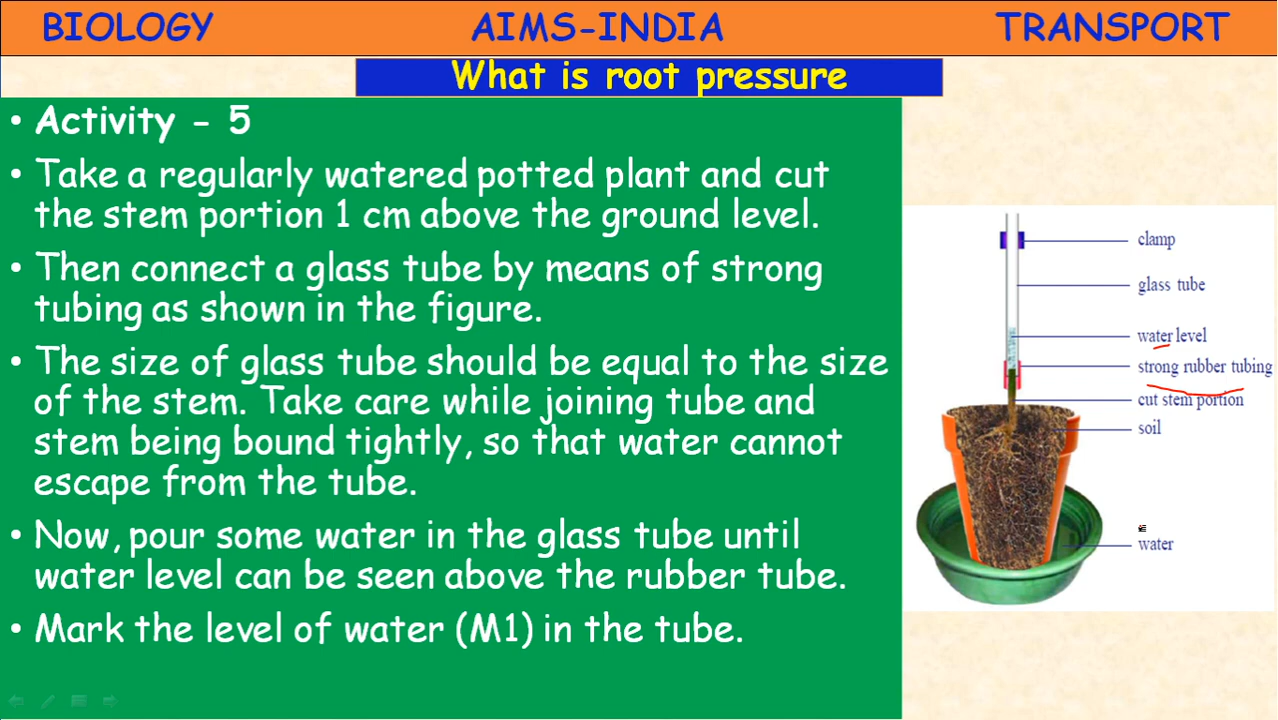 BIOLOGY AIMS-INDIA TRANSPORT
What is root pressure
• Activity - 5
• Take a regularly watered potted plant and cut
the stem portion 1 cm above the ground level.
• Then connect a glass tube by means of strong
tubing as shown in the figure.
• The size of glass tube should be equal to the size
of the stem. Take care while joining tube and
stem being bound tightly, so that water cannot
escape from the tube.
• Now, pour some water in the glass tube until
water level can be seen above the rubber tube.
• Mark the level of water (M1) in the tube.
clamp
glass tube
water level
strong rubber tubing
cut stem portion
soil
water